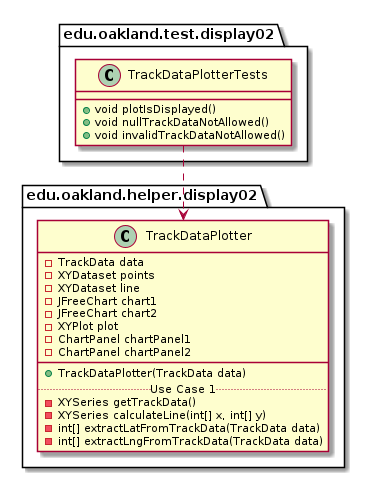 edu.oakland.test.display02
C TrackDataPlotterTests
void plotIsDisplayed()
void nullTrackDataNotAllowed()
void invalidTrackDataNotAllowed()
edu.oakland.helper.display02
C TrackDataPlotter
TrackData data
XYDataset points
XYDataset line
JFreeChart chart1
JFreeChart chart2
XYPlot plot
ChartPanel chartPanel1
ChartPanel chartPanel2
TrackDataPlotter(TrackData data)
Use Case 1
XYSeries getTrackData()
XYSeries calculateLine(int[] x, int[] y)
int[] extractLatFromTrackData(TrackData data)
int[] extractLngFromTrackData(TrackData data)